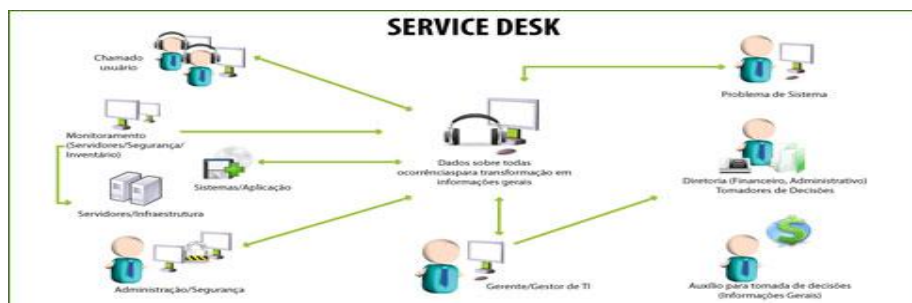 SERVICE DESK
Chamado
usuário
Problema de Sistema
Monitoramento
(Servidores/Segurança/
Inventário)
Sistemas/Aplicação
Dados sobre todas
ocorrênciaspara transformação em
informações gerais
Diretoria (Financeiro, Administrativo)
Tomadores de Decisões
Servidores/Infraestrutura
Administração/Segurança
Gerente/Gestor de TI
Auxílio para tomada de decisões
(Informações Gerais)